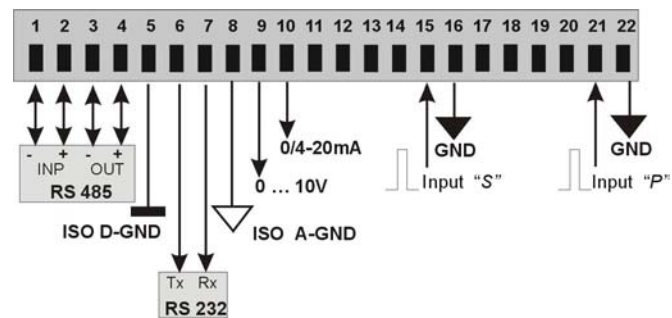 1 2 3 4 5 6 7 8 9 10 11 12 13 14 15 16 17 18 19 20 21 22
- + - +
INP OUT
RS 485
0/4-20mA
GND
GND
0 … 10V
Input “S”
Input “P”
ISO D-GND
ISO A-GND
Tx Rx
RS 232